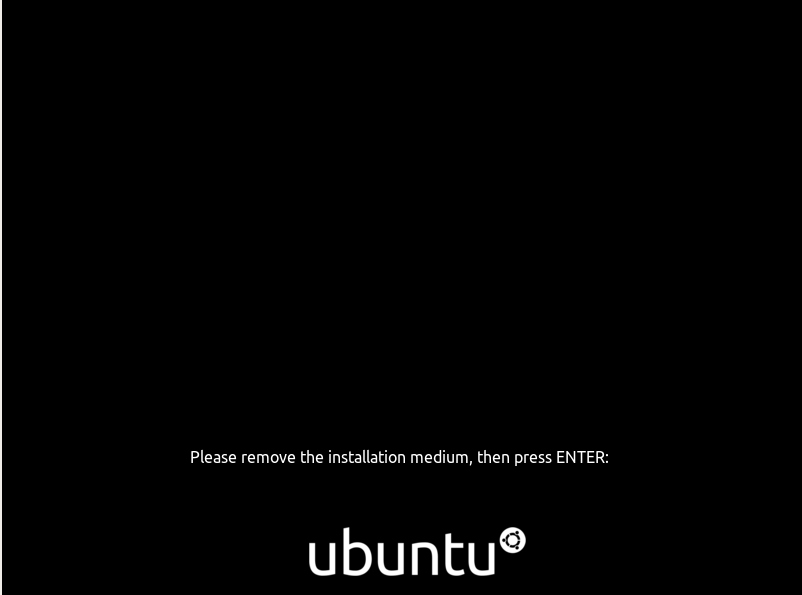 Please remove the installation medium, then press ENTER:
ubuntu